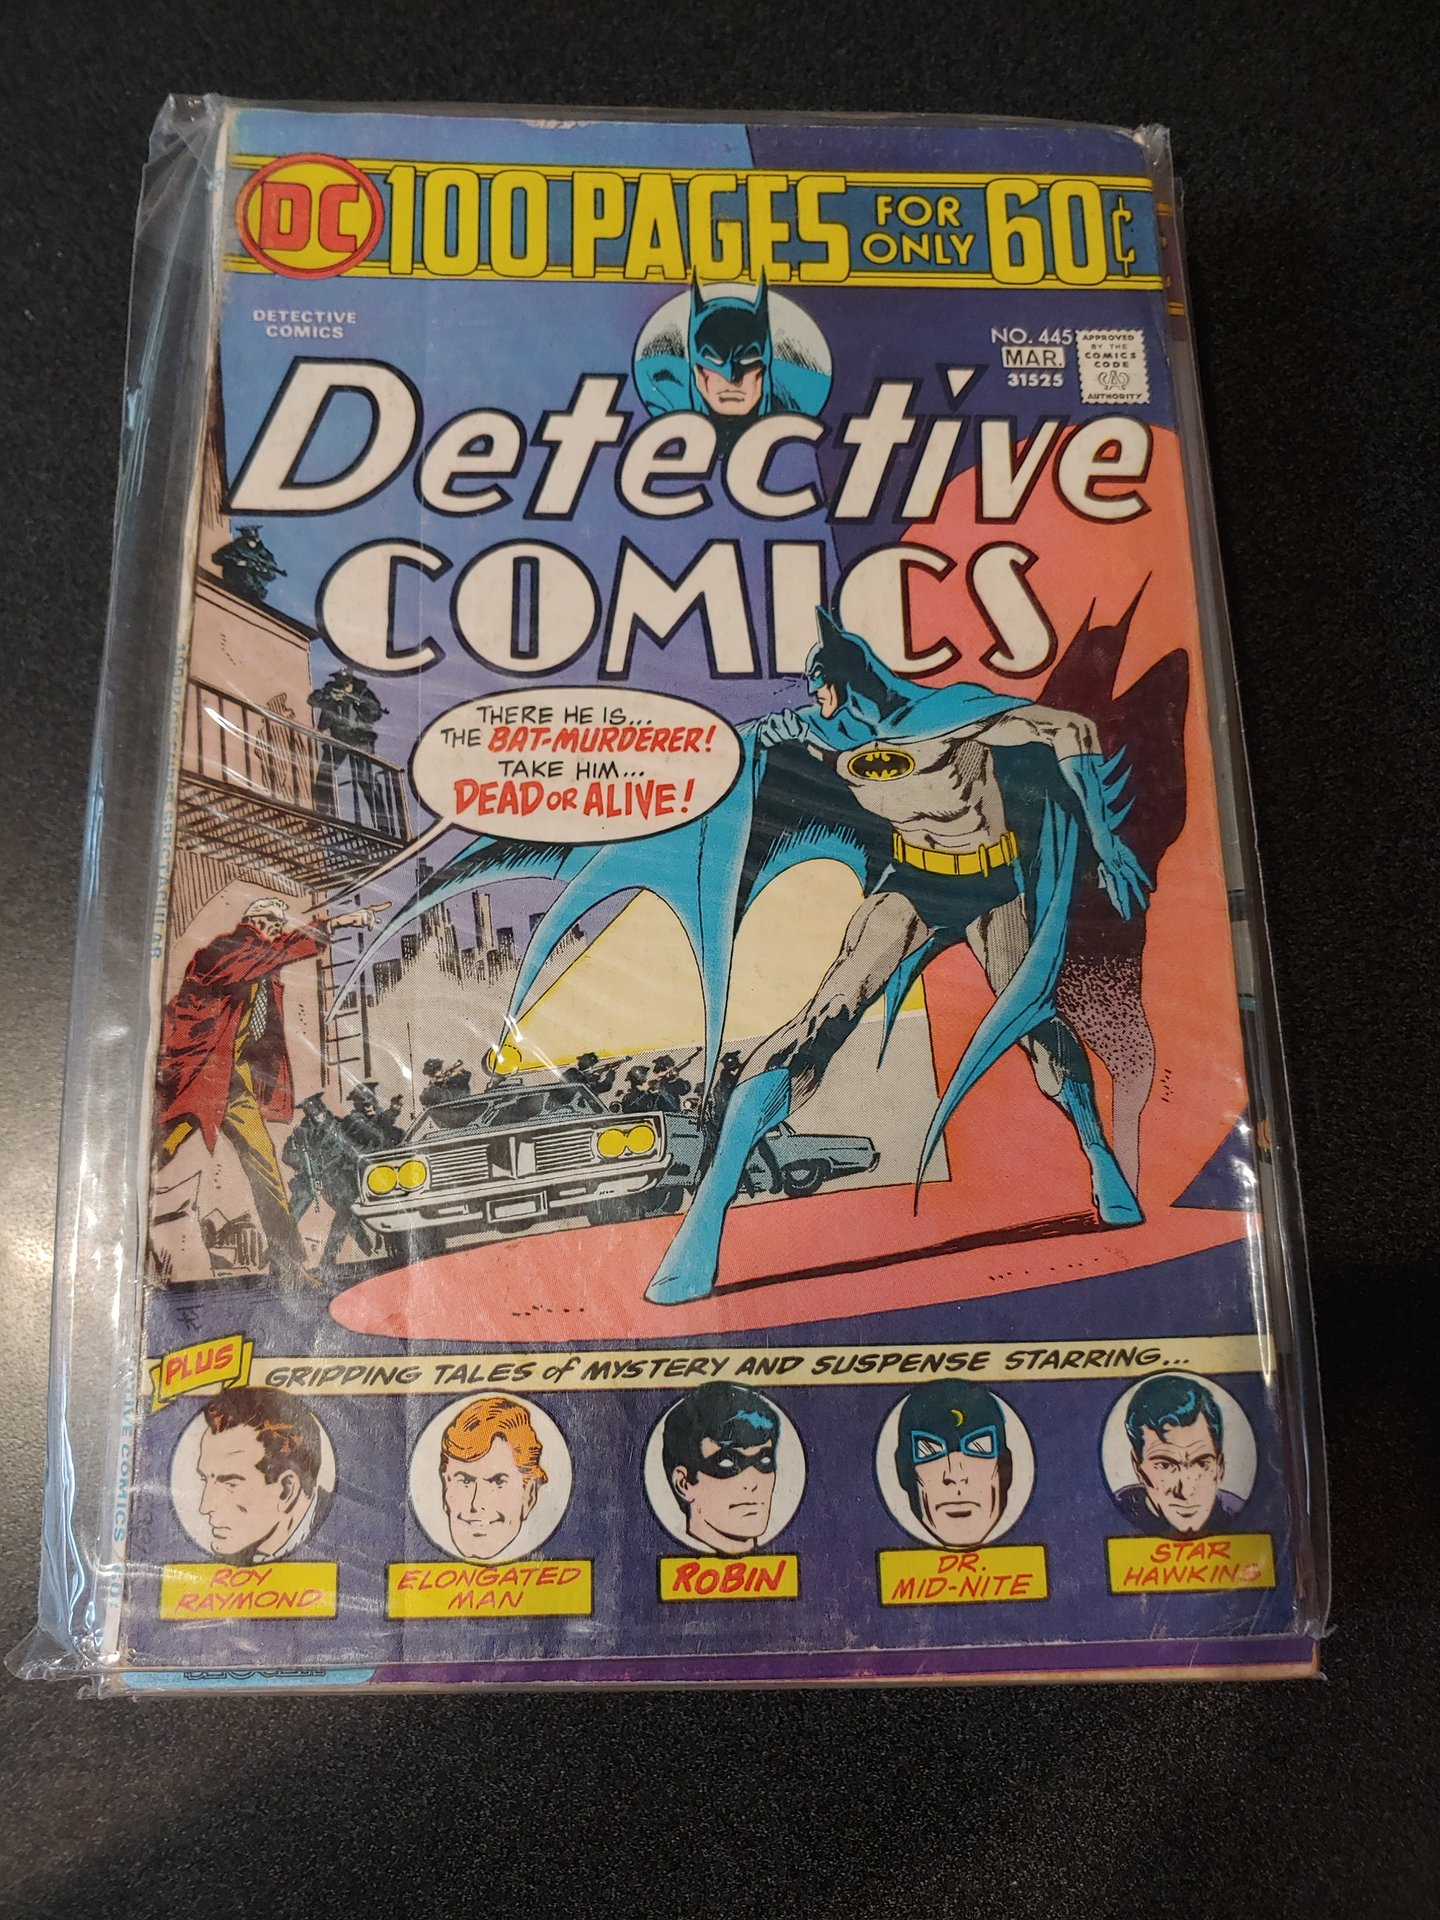 DC 100 PAGES FOR ONLY 60¢
DETECTIVE
COMICS
NO. 445
MAR.
31525
APPROVED
BY THE
COMICS
CODE
AUTHORITY
Detective
COMICS
THERE HE IS...
THE BAT-MURDERER!
TAKE HIM...
DEAD OR ALIVE!
PLUS GRIPPING TALES of MYSTERY AND SUSPENSE STARRING...
ROY
RAYMOND
ELONGATED
MAN
ROBIN
DR.
MID-NITE
STAR
HAWKINS